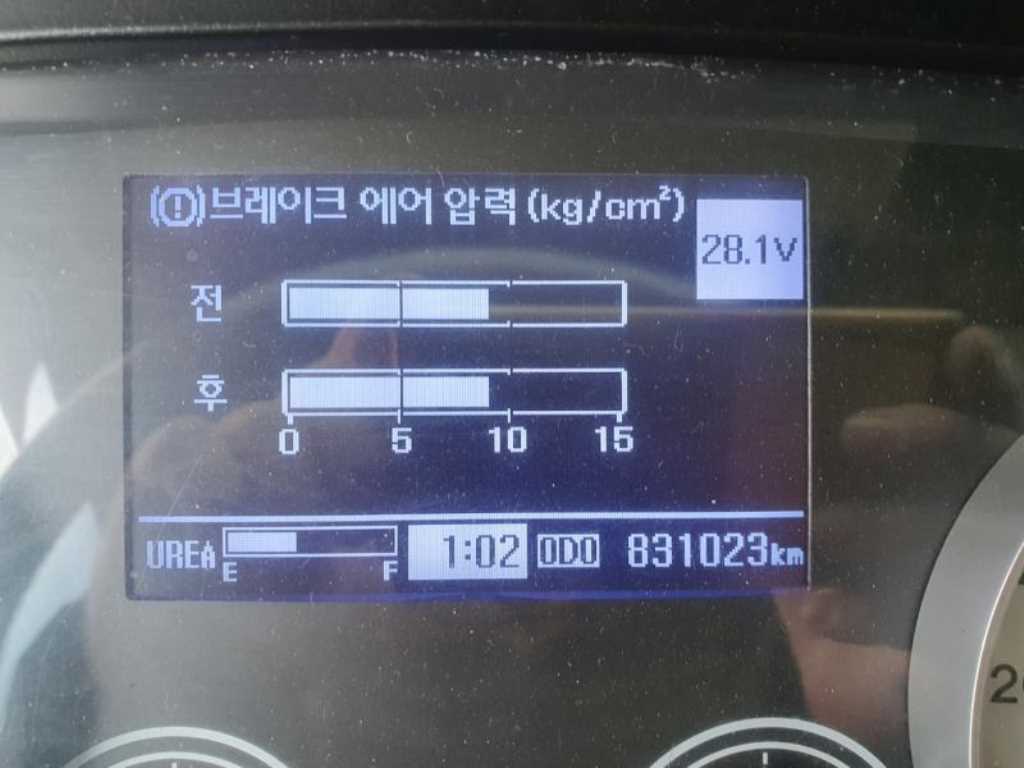 (!)브레이크 에어 압력(kg/cm²)
28.1V
전
후
0 5 10 15
UREA E F 1:02 ODO 831023km